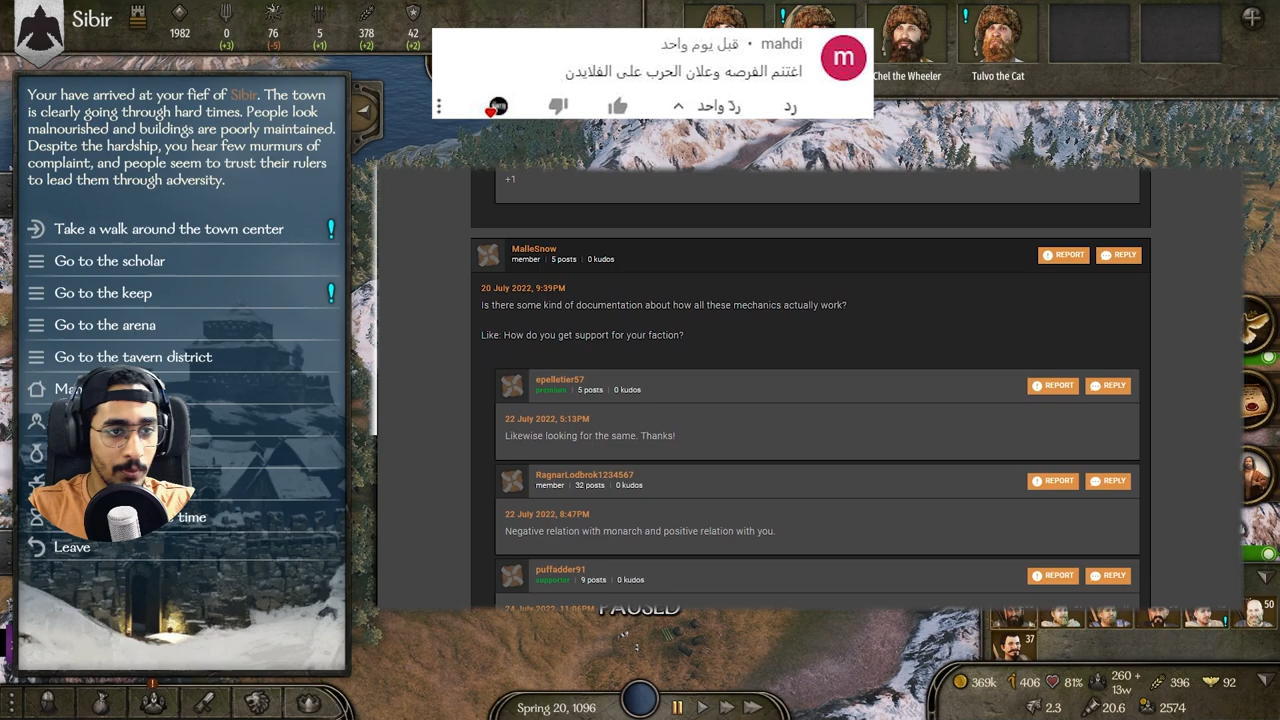 Sibir
1982
0
(+3)
76
(-5)
5
(+1)
378
(+2)
42
(+2)
mahdi • قبل يوم واحد
اغتنم الفرصه وعلان الحرب على الفلايدن
رد
ردّ واحد
m
Chel the Wheeler
Tulvo the Cat
Your have arrived at your fief of Sibir. The town
is clearly going through hard times. People look
malnourished and buildings are poorly maintained.
Despite the hardship, you hear few murmurs of
complaint, and people seem to trust their rulers
to lead them through adversity.
Take a walk around the town center
Go to the scholar
Go to the keep
Go to the arena
Go to the tavern district
time
Leave
+1
MalleSnow
member | 5 posts | 0 kudos
REPORT
REPLY
20 July 2022, 9:39PM
Is there some kind of documentation about how all these mechanics actually work?
Like: How do you get support for your faction?
epelletier57
premium | 5 posts | 0 kudos
REPORT
REPLY
22 July 2022, 5:13PM
Likewise looking for the same. Thanks!
RagnarLodbrok1234567
member | 32 posts | 0 kudos
REPORT
REPLY
22 July 2022, 8:47PM
Negative relation with monarch and positive relation with you.
puffadder91
supporter | 9 posts | 0 kudos
REPORT
REPLY
24 July 2022, 11:06PM
PAUSED
50
37
Spring 20, 1096
369k
406
81%
260 +
13w
396
92
2.3
20.6
2574